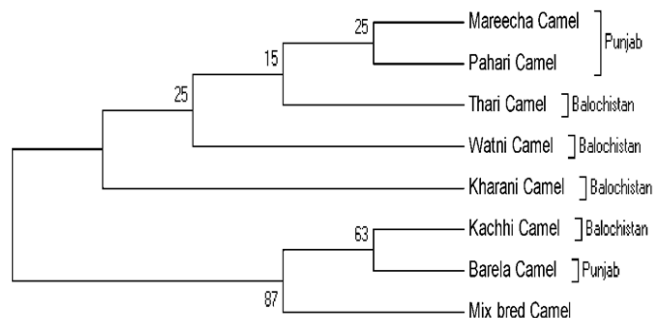 25
Mareecha Camel
Punjab
15
Pahari Camel
25
Thari Camel Balochistan
Watni Camel Balochistan
Kharani Camel Balochistan
63
Kachhi Camel Balochistan
Barela Camel Punjab
87
Mix bred Camel